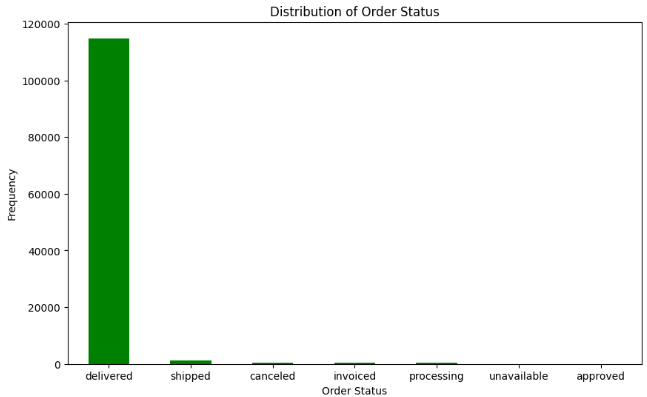 Distribution of Order Status
120000
100000
80000
60000
40000
20000
0
Frequency
delivered shipped canceled invoiced processing unavailable approved
Order Status